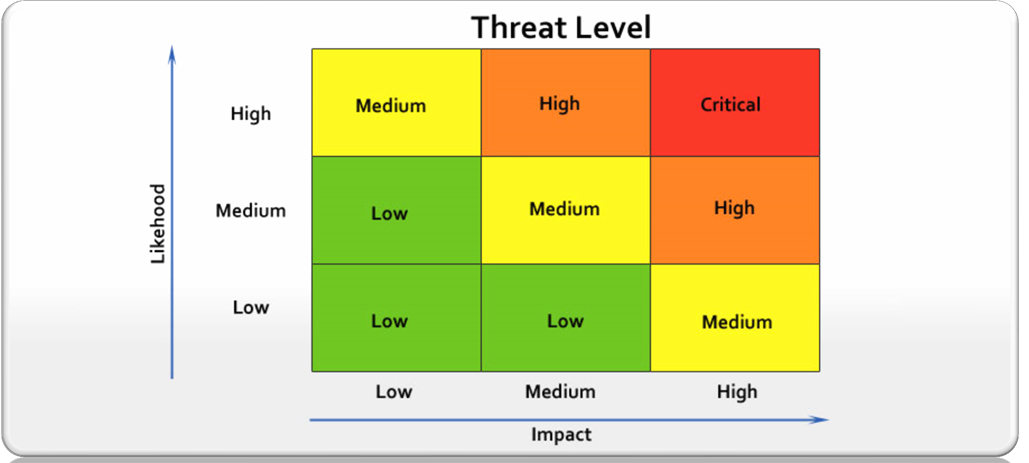 Threat Level
High
Medium
High
Critical
Medium
Low
Medium
High
Likehood
Low
Low
Low
Medium
Low
Medium
High
Impact